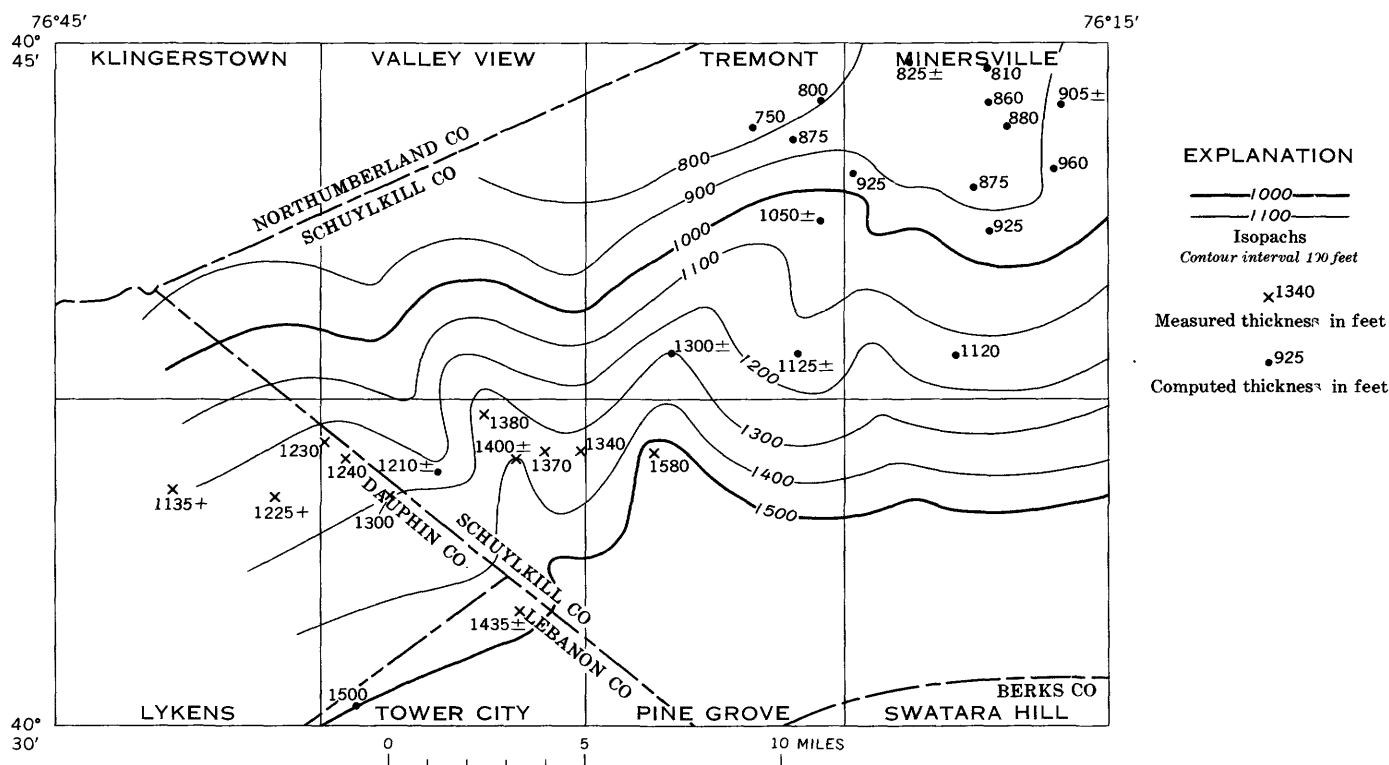 76°45′
76°15′
40°
45′
KLINGERSTOWN
VALLEY VIEW
TREMONT
MINERSVILLE
825±
810
800
860
905±
750
880
875
NORTHUMBERLAND CO
SCHUYLKILL CO
800
960
900
925
875
1050±
925
1000
1100
1300±
1125±
1120
1200
1380
1230
1240
1210±
1400±
1370
1340
1300
1580
1400
1135+
1225+
1300
1500
DAUPHIN CO.
SCHUYLKILL CO
1435±
LEBANON CO
1500
BERKS CO
LYKENS
TOWER CITY
PINE GROVE
SWATARA HILL
40°
30′
0 5 10 MILES
EXPLANATION
1000
1100
Isopachs
Contour interval 100 feet
×1340
Measured thickness in feet
•925
Computed thickness in feet